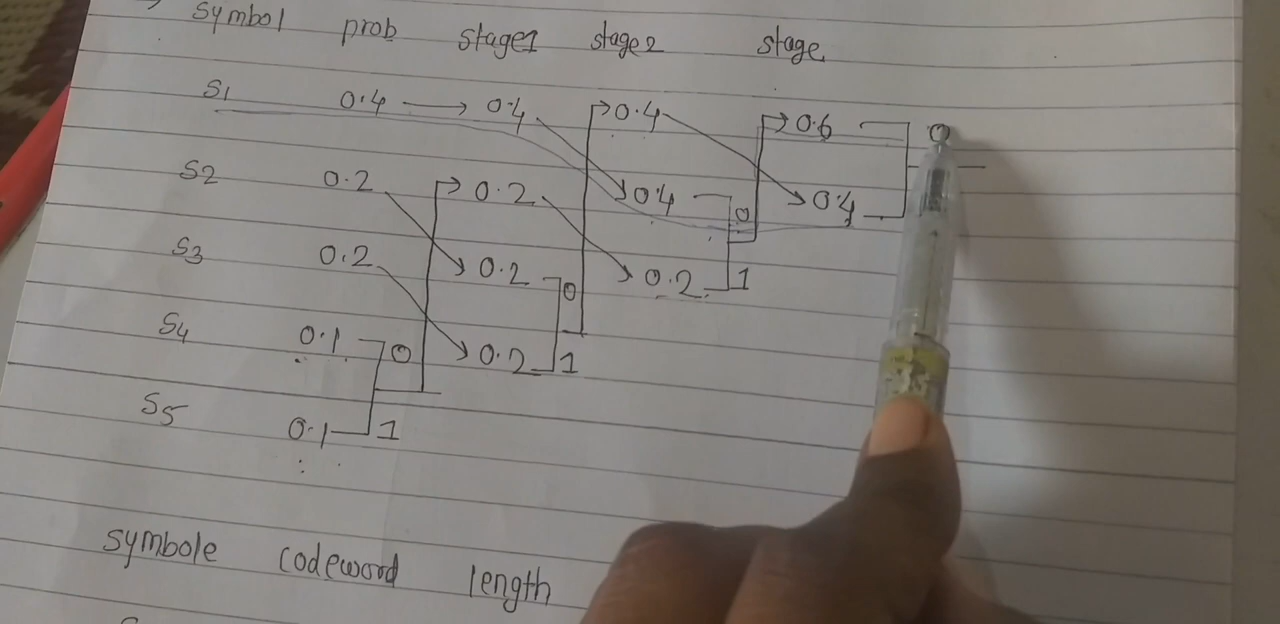 symbol prob stage1 stage2 stage
S1 0.4 0.4 0.4 0.6 0
S2 0.2 0.2 0.4 0 0.4
S3 0.2 0.2 0 0.2 1
S4 0.1 0 0.2 1
S5 0.1 1
symbole codeword length